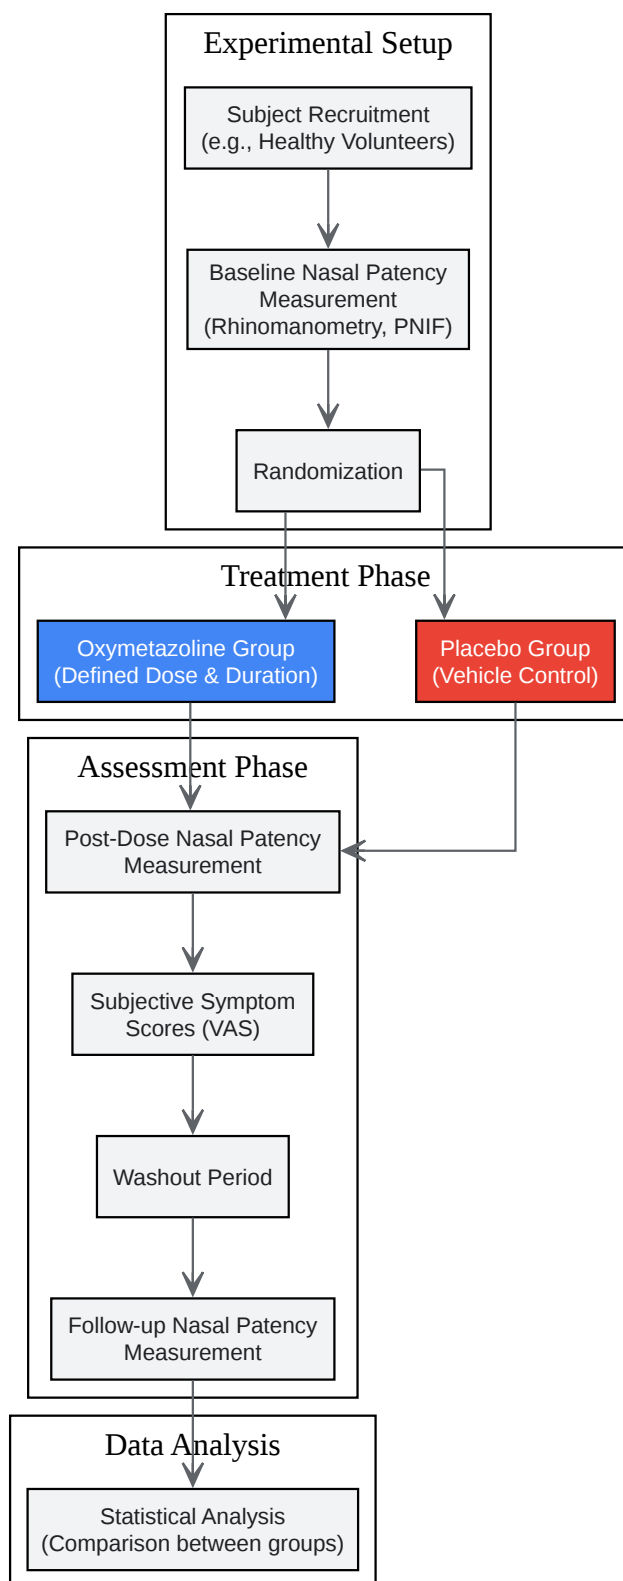 Experimental Setup
Subject Recruitment
(e.g., Healthy Volunteers)
Baseline Nasal Patency
Measurement
(Rhinomanometry, PNIF)
Randomization
Treatment Phase
Oxymetazoline Group
(Defined Dose & Duration)
Placebo Group
(Vehicle Control)
Assessment Phase
Post-Dose Nasal Patency
Measurement
Subjective Symptom
Scores (VAS)
Washout Period
Follow-up Nasal Patency
Measurement
Data Analysis
Statistical Analysis
(Comparison between groups)